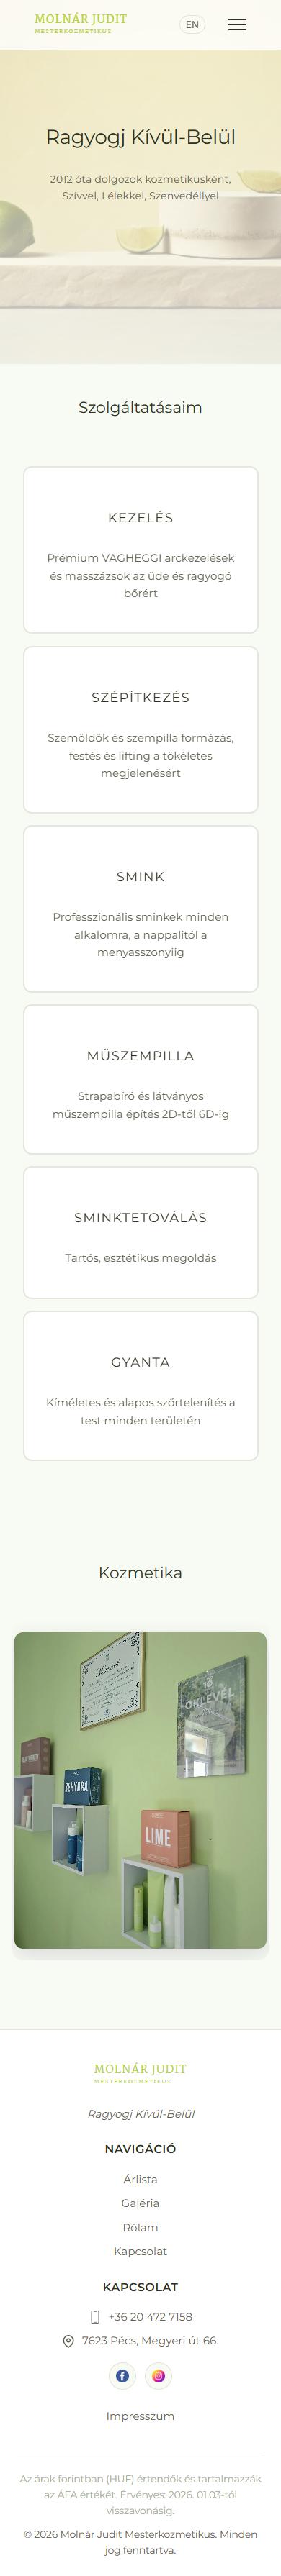 MOLNÁR JUDIT
MESTERKOZMETIKUS
EN
Ragyogj Kívül-Belül
2012 óta dolgozok kozmetikusként,
Szívvel, Lélekkel, Szenvedéllyel
Szolgáltatásaim
KEZELÉS
Prémium VAGHEGGI arckezelések
és masszázsok az üde és ragyogó
bőrért
SZÉPÍTKEZÉS
Szemöldök és szempilla formázás,
festés és lifting a tökéletes
megjelenésért
SMINK
Professzionális sminkek minden
alkalomra, a nappalitól a
menyasszonyiig
MŰSZEMPILLA
Strapabíró és látványos
műszempilla építés 2D-től 6D-ig
SMINKTETOVÁLÁS
Tartós, esztétikus megoldás
GYANTA
Kíméletes és alapos szőrtelenítés a
test minden területén
Kozmetika
OKLEVÉL
REHYDRA
LIME
MOLNÁR JUDIT
MESTERKOZMETIKUS
Ragyogj Kívül-Belül
NAVIGÁCIÓ
Árlista
Galéria
Rólam
Kapcsolat
KAPCSOLAT
+36 20 472 7158
7623 Pécs, Megyeri út 66.
Impresszum
Az árak forintban (HUF) értendők és tartalmazzák
az ÁFA értékét. Érvényes: 2026. 01.03-tól
visszavonásig.
© 2026 Molnár Judit Mesterkozmetikus. Minden
jog fenntartva.